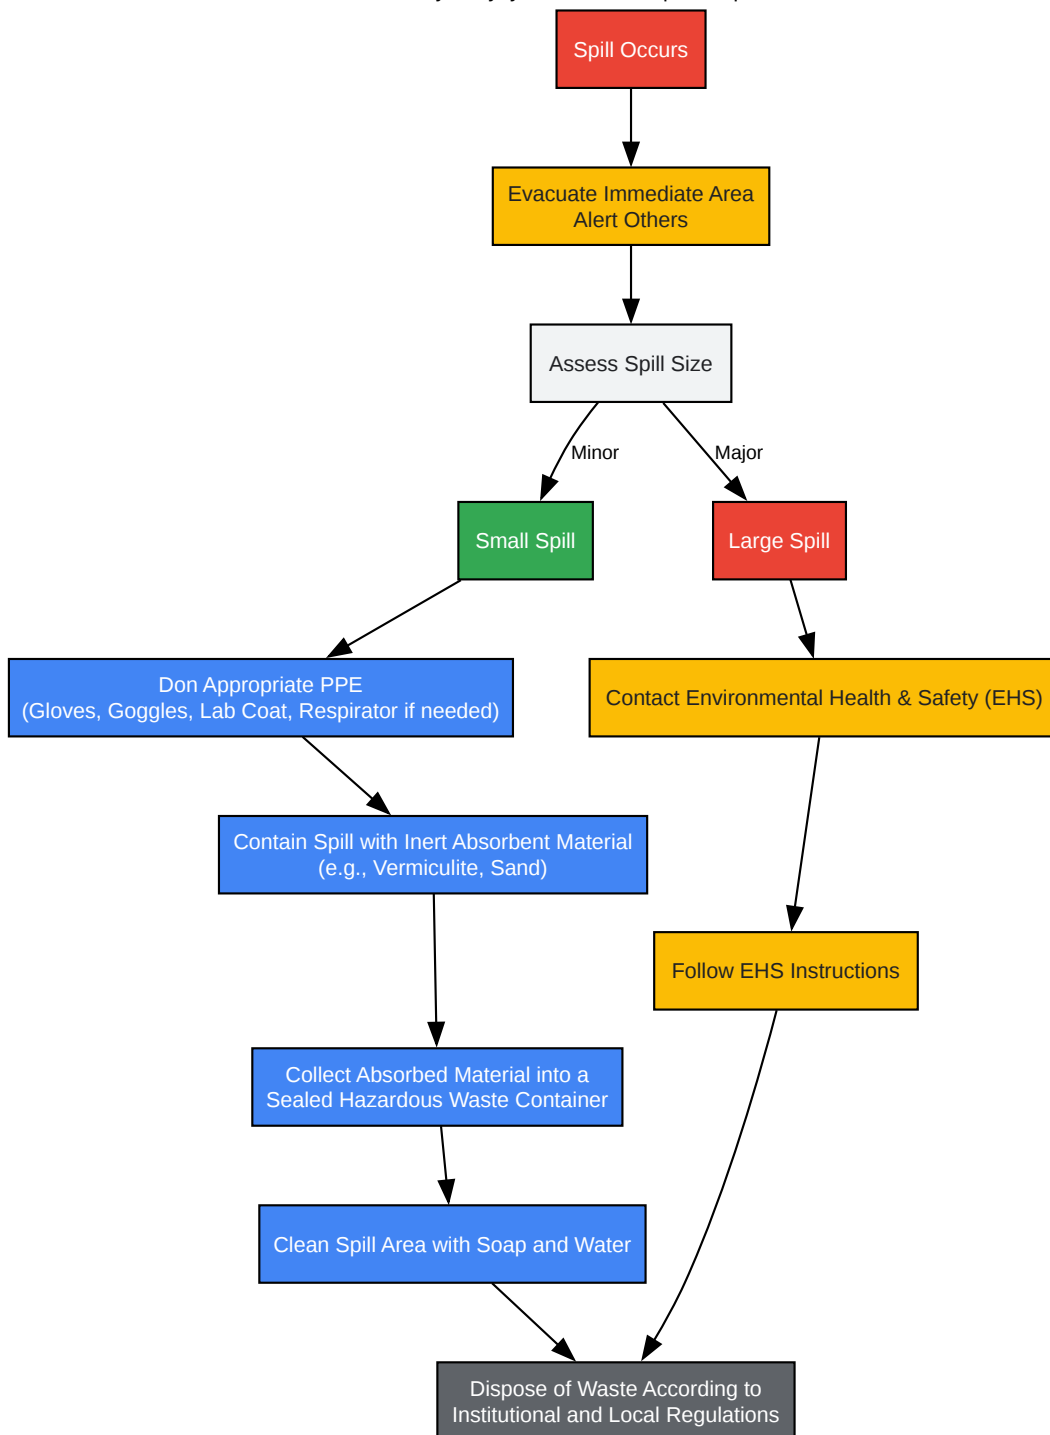 Spill Occurs
Evacuate Immediate Area
Alert Others
Assess Spill Size
Minor
Major
Small Spill
Large Spill
Don Appropriate PPE
(Gloves, Goggles, Lab Coat, Respirator if needed)
Contact Environmental Health & Safety (EHS)
Contain Spill with Inert Absorbent Material
(e.g., Vermiculite, Sand)
Follow EHS Instructions
Collect Absorbed Material into a
Sealed Hazardous Waste Container
Clean Spill Area with Soap and Water
Dispose of Waste According to
Institutional and Local Regulations